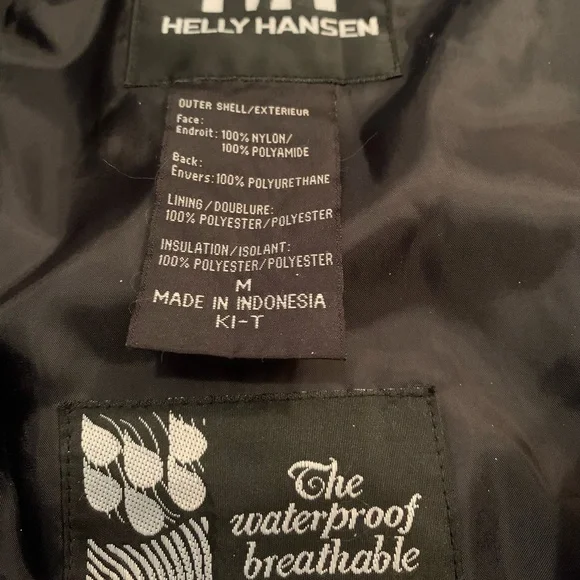 HELLY HANSEN
OUTER SHELL/EXTERIEUR
Face:
Endroit: 100% NYLON/
100% POLYAMIDE
Back:
Envers: 100% POLYURETHANE
LINING/DOUBLURE:
100% POLYESTER/POLYESTER
INSULATION/ISOLANT:
100% POLYESTER/POLYESTER
M
MADE IN INDONESIA
KI-T
The
waterproof
breathable